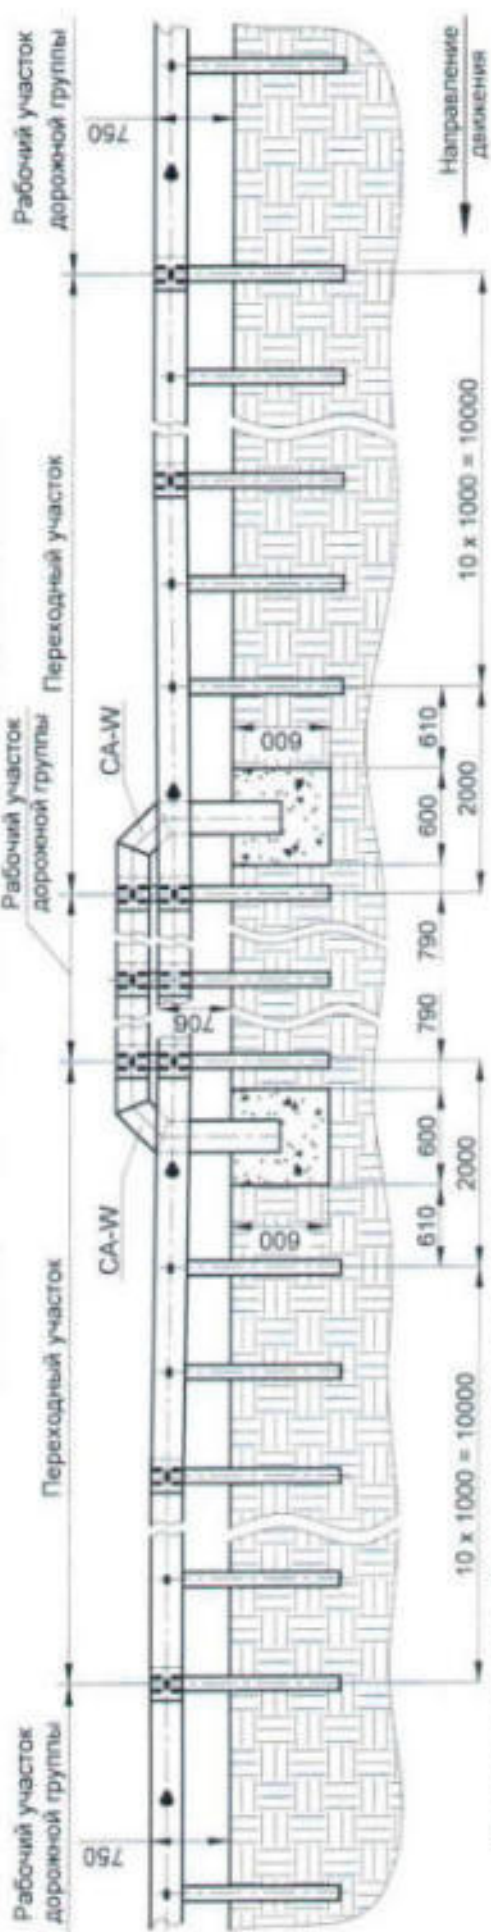 Рабочий участок
дорожной группы
Переходный участок
Рабочий участок
дорожной группы
Переходный участок
Рабочий участок
дорожной группы
CA-W
CA-W
750
706
750
600
600
Направление
движения
610
600
790
790
600
610
10 x 1000 = 10000
2000
2000
10 x 1000 = 10000